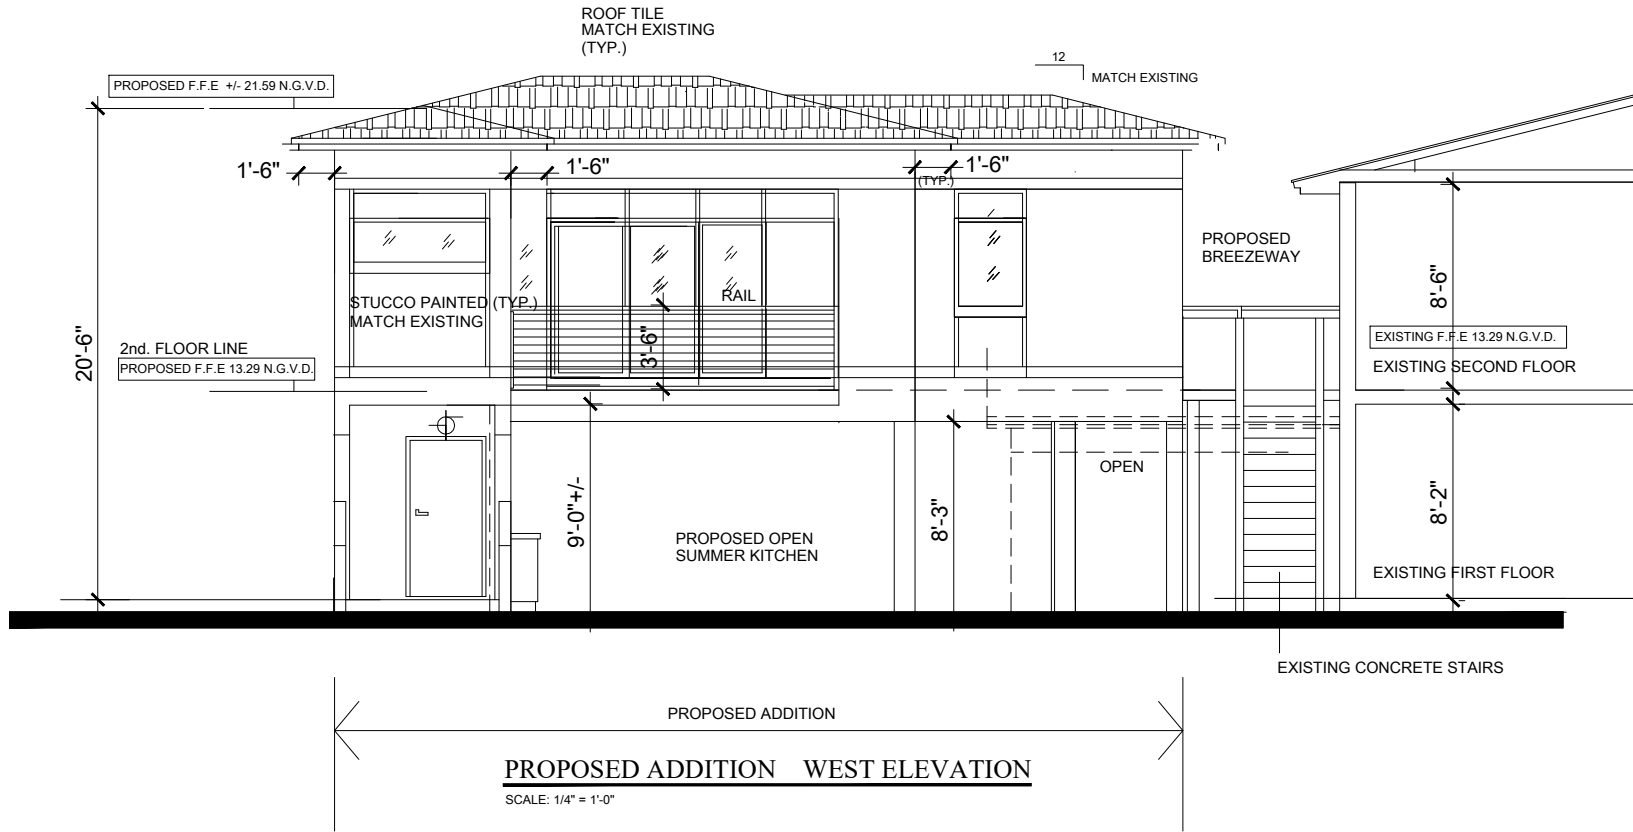 ROOF TILE
MATCH EXISTING
(TYP.)
12
MATCH EXISTING
PROPOSED F.F.E +/- 21.59 N.G.V.D.
1'-6"
1'-6"
1'-6"
(TYP.)
PROPOSED
BREEZEWAY
STUCCO PAINTED (TYP.)
MATCH EXISTING
RAIL
3'-6"
8'-6"
20'-6"
2nd. FLOOR LINE
PROPOSED F.F.E 13.29 N.G.V.D.
EXISTING F.F.E 13.29 N.G.V.D.
EXISTING SECOND FLOOR
OPEN
9'-0"+/-
8'-3"
8'-2"
PROPOSED OPEN
SUMMER KITCHEN
EXISTING FIRST FLOOR
EXISTING CONCRETE STAIRS
PROPOSED ADDITION
PROPOSED ADDITION WEST ELEVATION
SCALE: 1/4" = 1'-0"